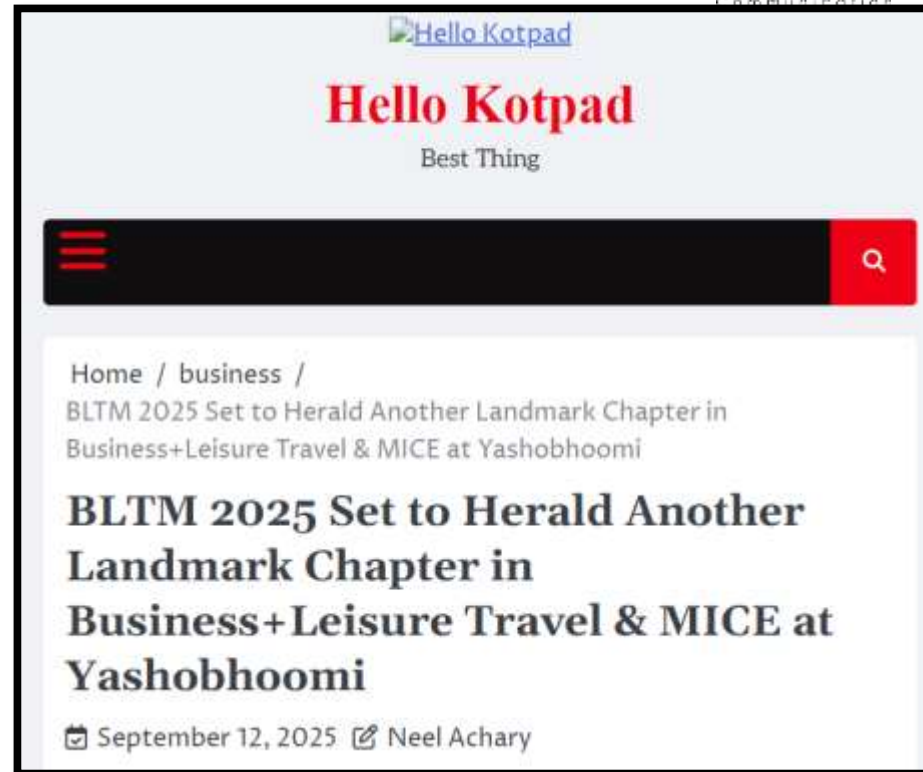 Hello Kotpad
Hello Kotpad
Best Thing
Home / business /
BLTM 2025 Set to Herald Another Landmark Chapter in
Business+Leisure Travel & MICE at Yashobhoomi
BLTM 2025 Set to Herald Another
Landmark Chapter in
Business+Leisure Travel & MICE at
Yashobhoomi
September 12, 2025 Neel Achary